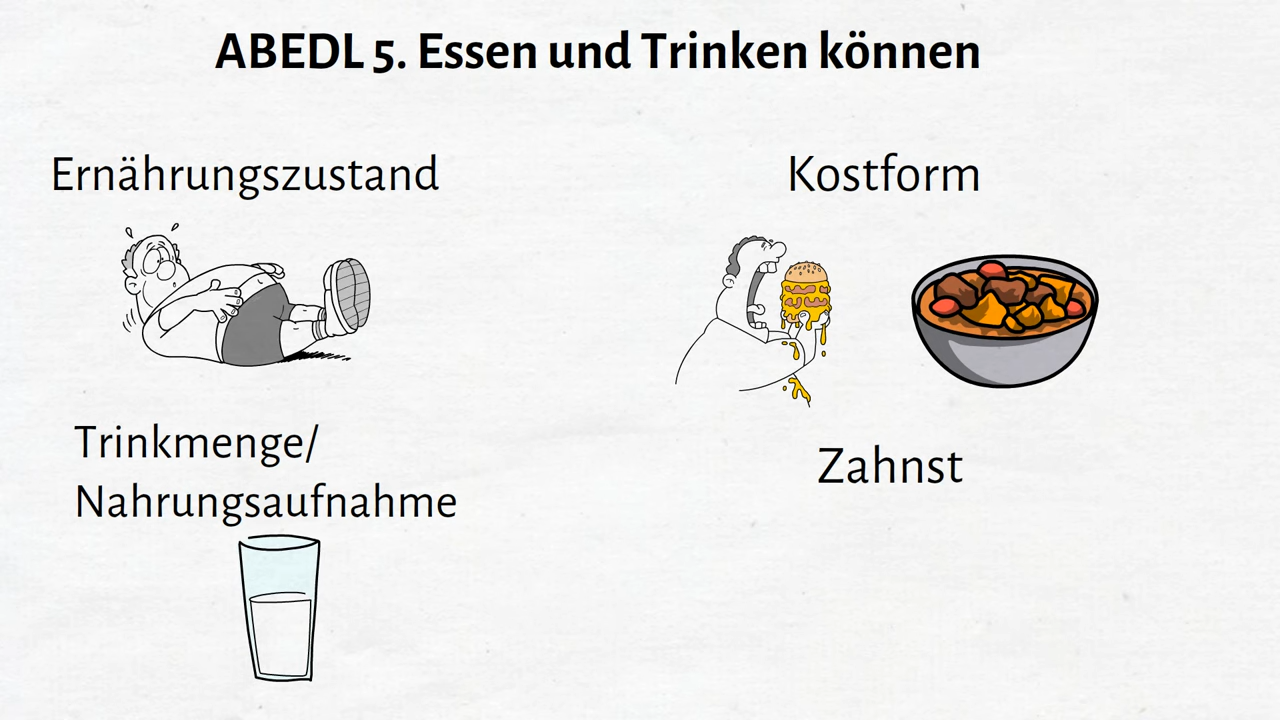 ABEDL 5. Essen und Trinken können
Ernährungszustand
Kostform
Trinkmenge/
Nahrungsaufnahme
Zahnst